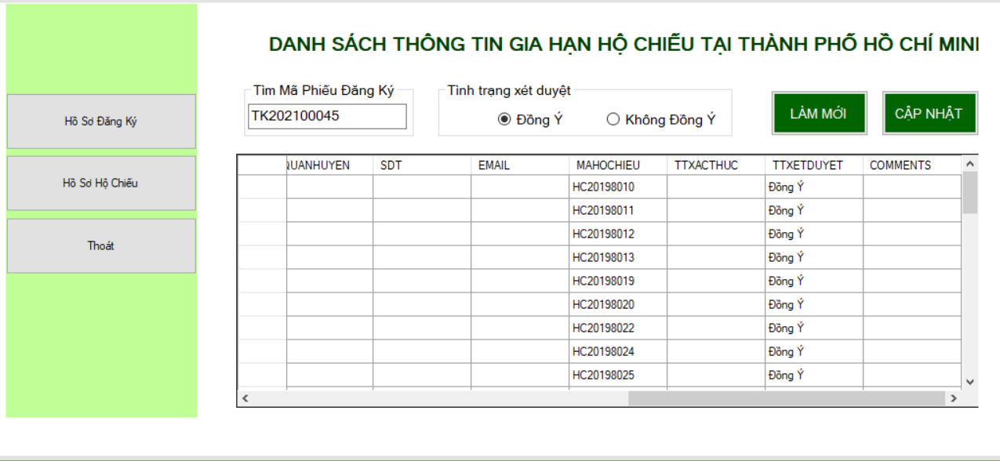 DANH SÁCH THÔNG TIN GIA HẠN HỘ CHIẾU TẠI THÀNH PHỐ HỒ CHÍ MINH
Tìm Mã Phiếu Đăng Ký
Tình trạng xét duyệt
TK202100045
Đồng Ý
Không Đồng Ý
LÀM MỚI
CẬP NHẬT
Hồ Sơ Đăng Ký
Hồ Sơ Hộ Chiếu
Thoát
QUANHUYEN SDT EMAIL MAHOCHIEU TTXACTHUC TTXETDUYET COMMENTS
HC20198010 Đồng Ý
HC20198011 Đồng Ý
HC20198012 Đồng Ý
HC20198013 Đồng Ý
HC20198019 Đồng Ý
HC20198020 Đồng Ý
HC20198022 Đồng Ý
HC20198024 Đồng Ý
HC20198025 Đồng Ý